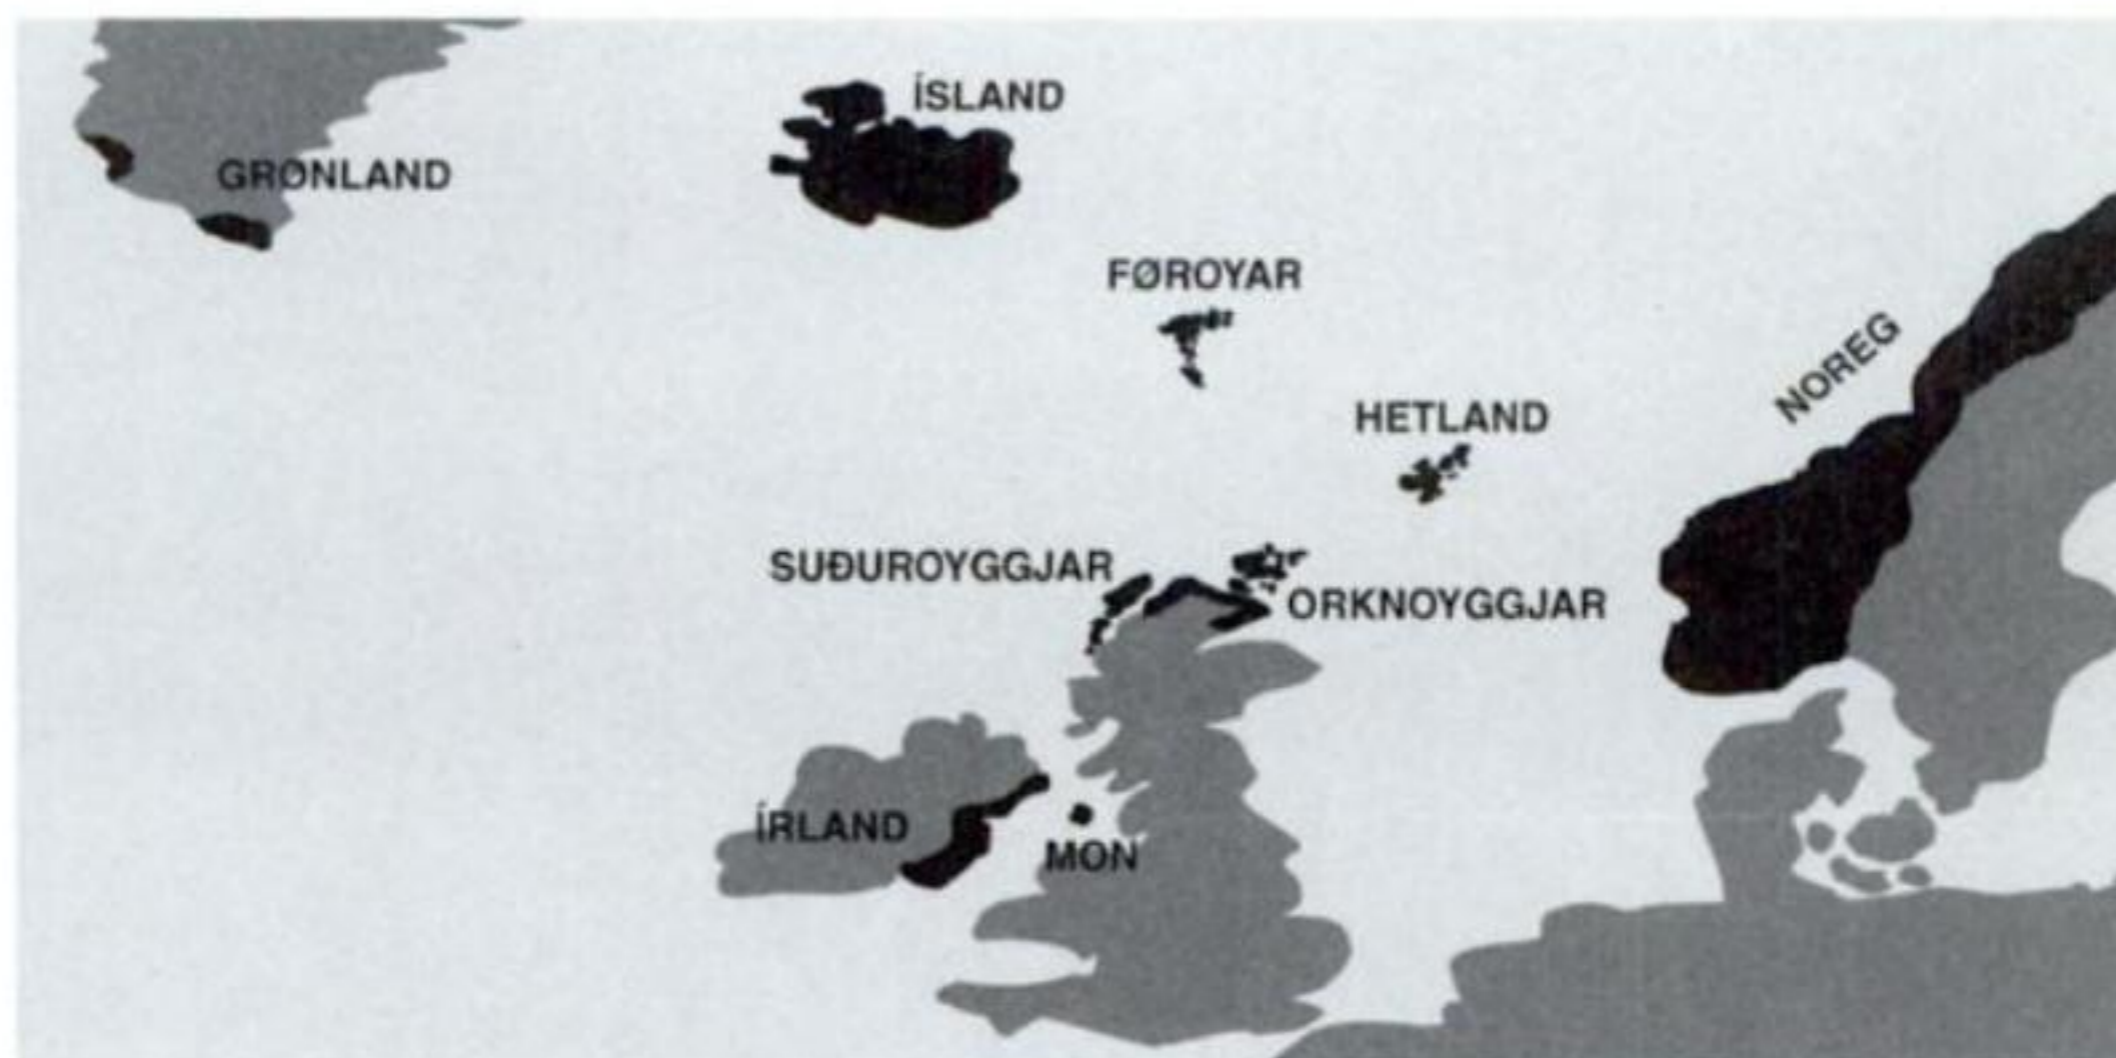 ÍSLAND
GRØNLAND
FØROYAR
NOREG
HETLAND
SUÐUROYGGJAR
ORKNOYGGJAR
ÍRLAND
MON